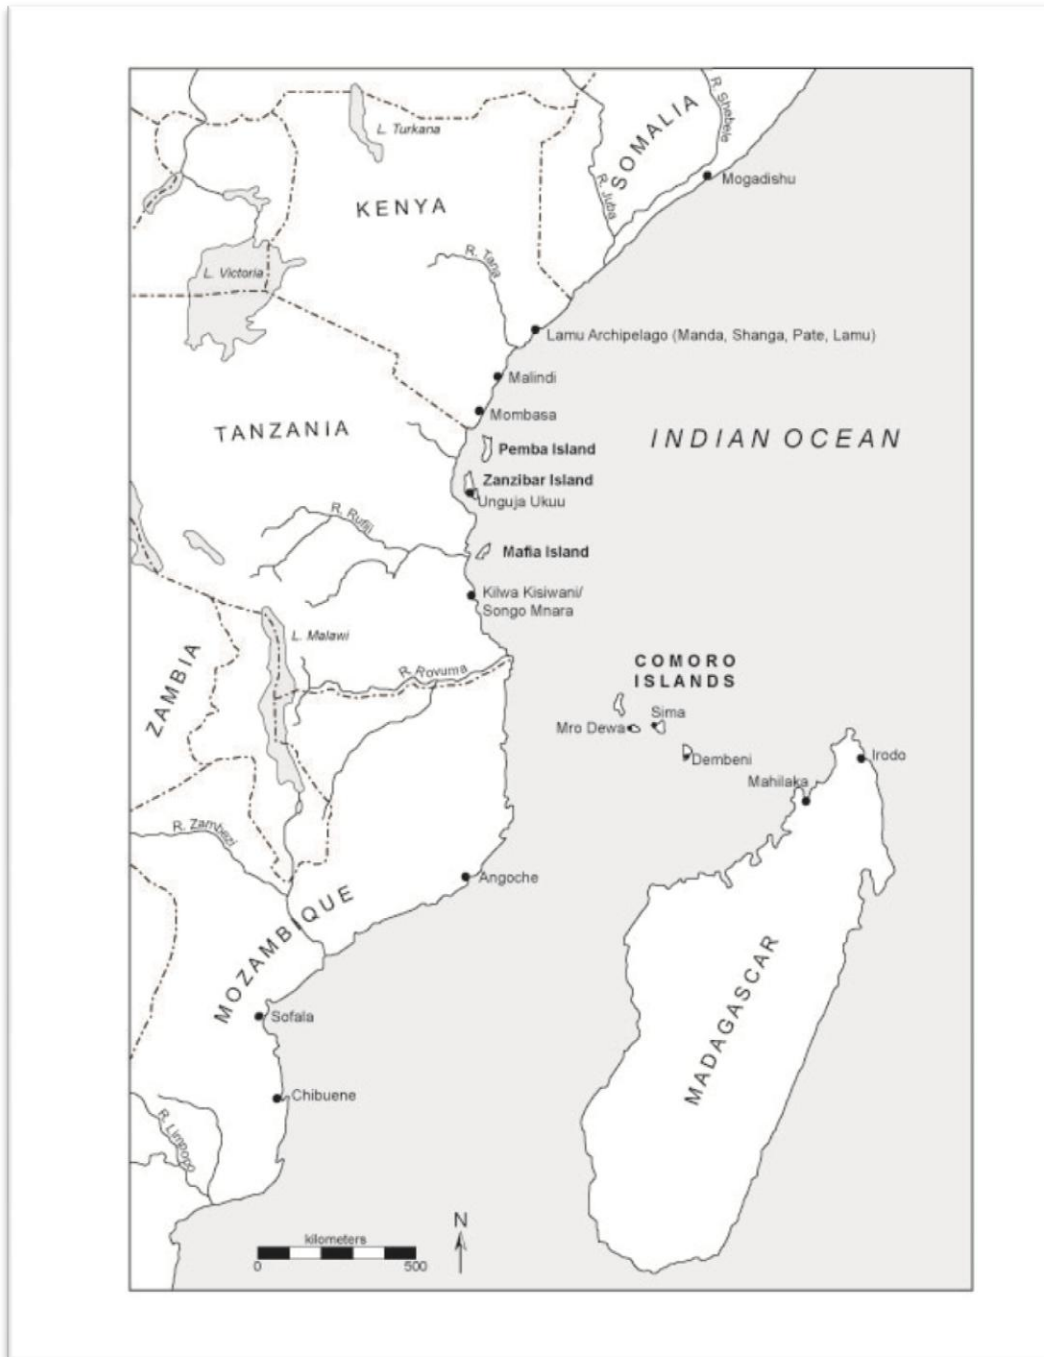 R. Shebele
SOMALIA
L. Turkana
R. Juba
Mogadishu
KENYA
R. Tana
L. Victoria
Lamu Archipelago (Manda, Shanga, Pate, Lamu)
Malindi
Mombasa
TANZANIA
INDIAN OCEAN
Pemba Island
Zanzibar Island
Unguja Ukuu
R. Rufiji
Mafia Island
Kilwa Kisiwani/
Songo Mnara
L. Malawi
ZAMBIA
R. Rovuma
COMORO
ISLANDS
Sima
Mro Dewa
Dembeni
Irodo
Mahilaka
R. Zambezi
Angoche
MOZAMBIQUE
MADAGASCAR
Sofala
Chibuene
R. Limpopo
N
kilometers
0 500